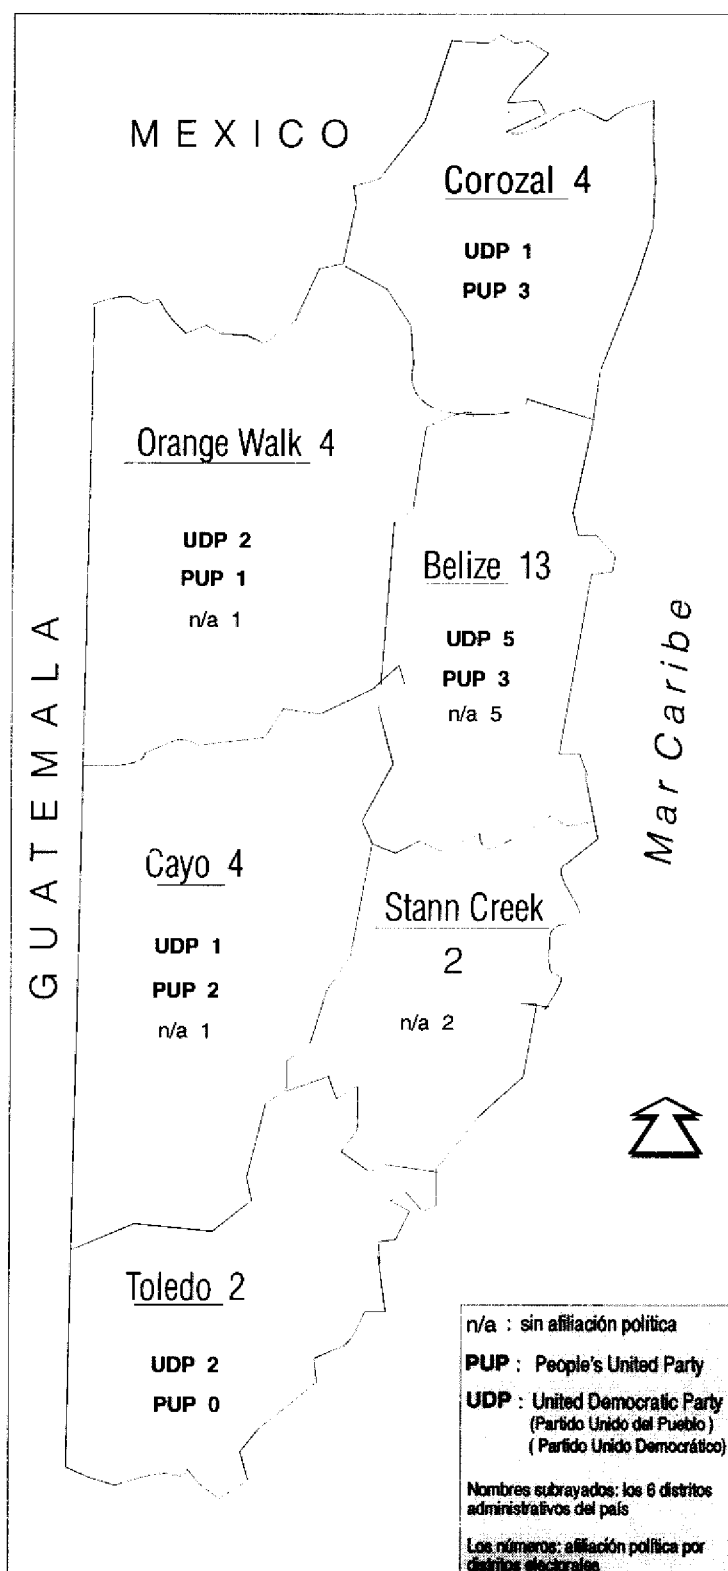 MEXICO
Corozal 4
UDP 1
PUP 3
Orange Walk 4
UDP 2
PUP 1
n/a 1
Belize 13
UDP 5
PUP 3
n/a 5
GUATEMALA
Mar Caribe
Cayo 4
UDP 1
PUP 2
n/a 1
Stann Creek
2
n/a 2
Toledo 2
UDP 2
PUP 0
n/a : sin afiliación política
PUP : People's United Party
UDP : United Democratic Party
(Partido Unido del Pueblo )
( Partido Unido Democrático)
Nombres subrayados: los 6 distritos
administrativos del país
Los números: afiliación política por
distritos electorales